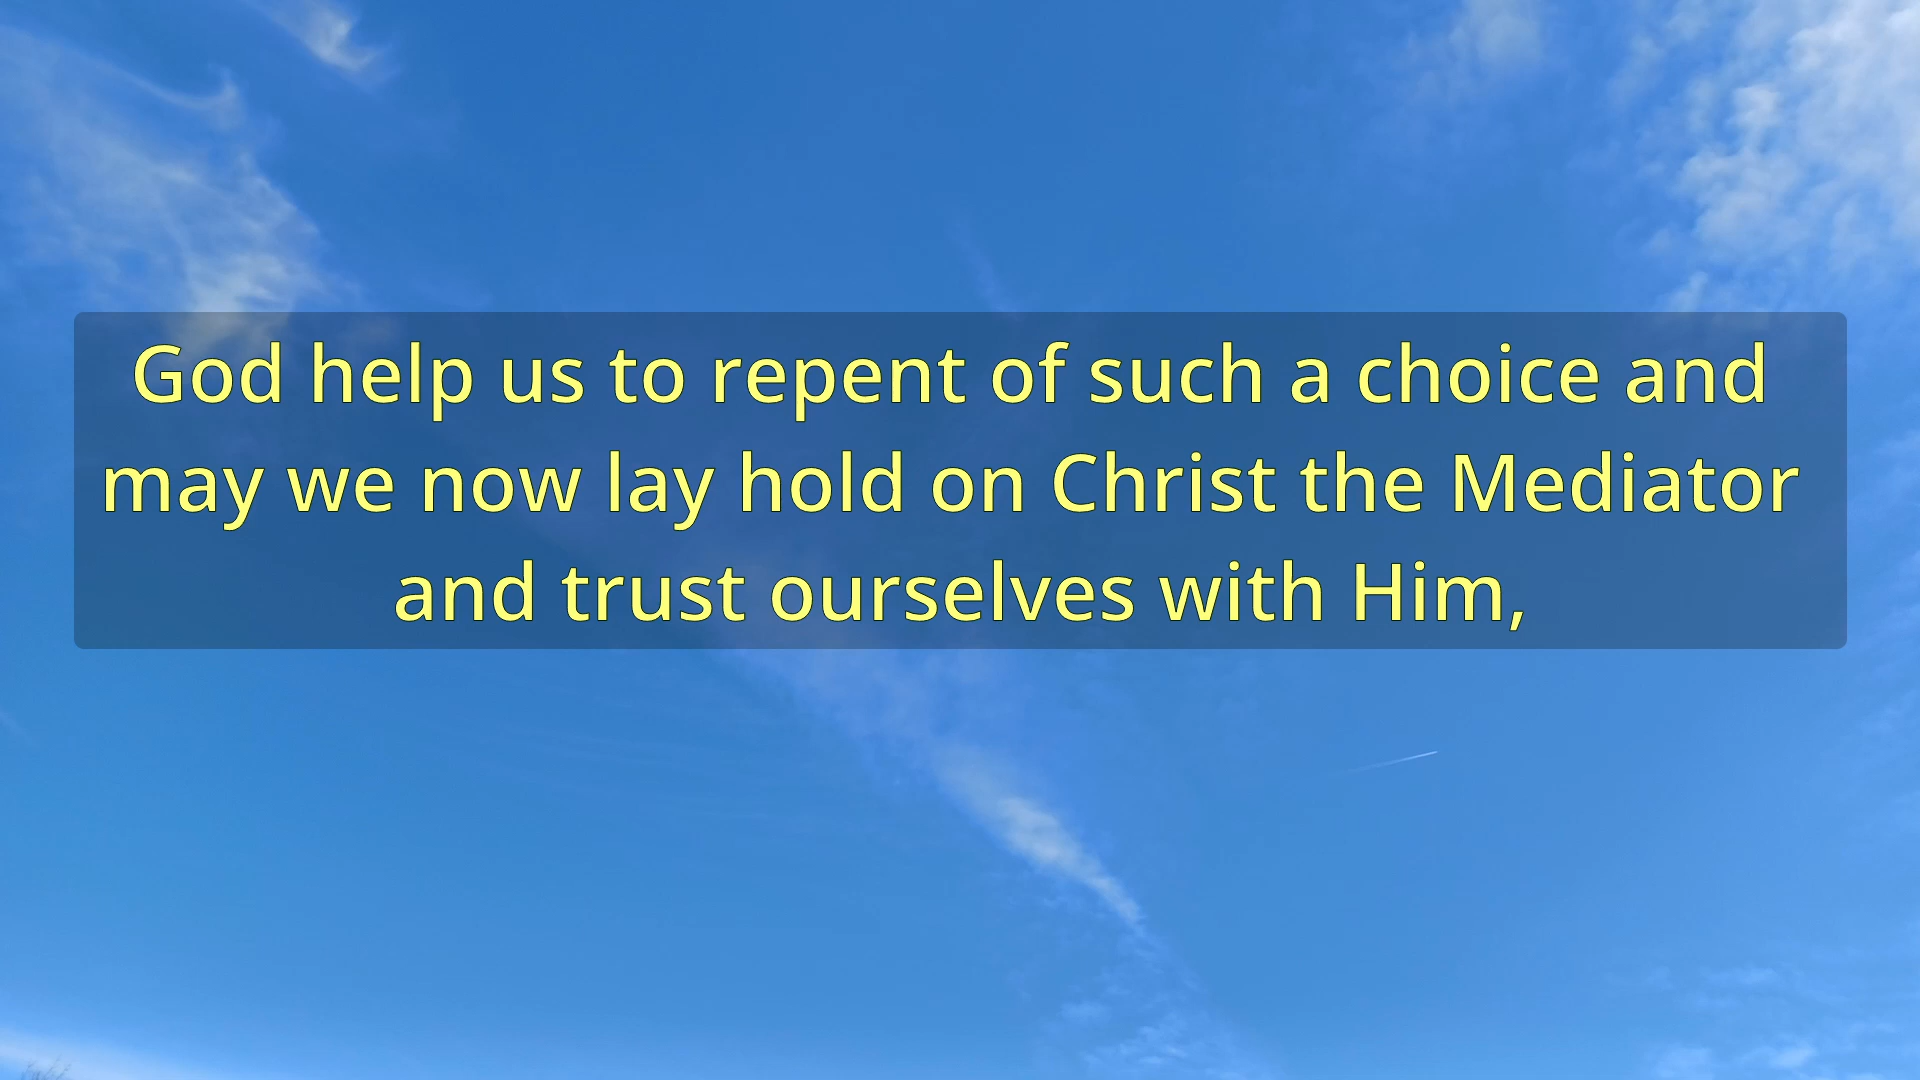 God help us to repent of such a choice and
may we now lay hold on Christ the Mediator
and trust ourselves with Him,